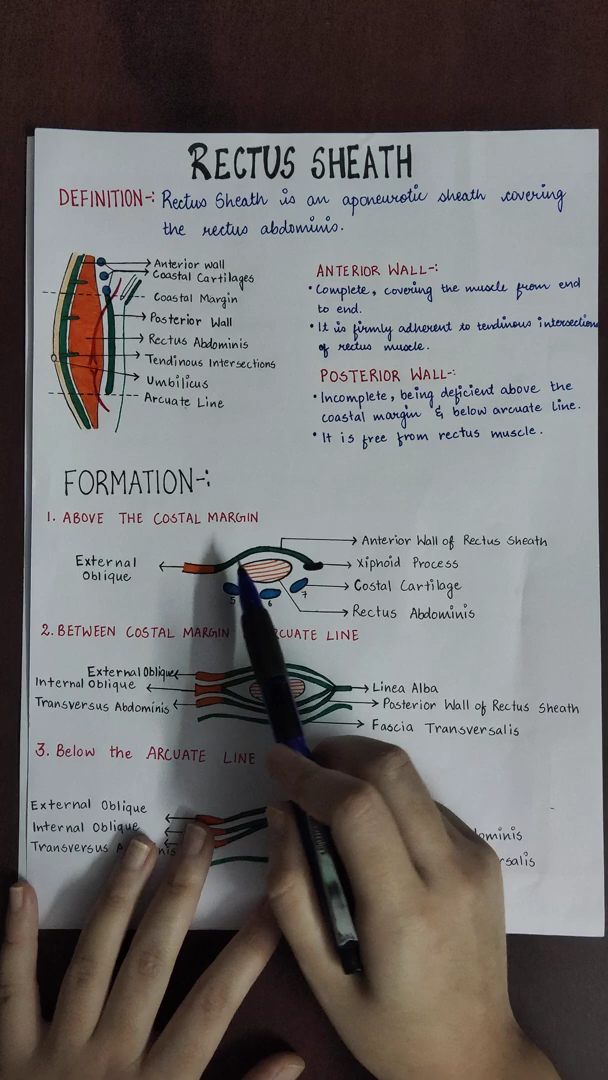 RECTUS SHEATH
DEFINITION-: Rectus Sheath is an aponeurotic sheath covering
the rectus abdominis.
Anterior wall
Coastal Cartilages
Coastal Margin
Posterior Wall
Rectus Abdominis
Tendinous Intersections
Umbilicus
Arcuate Line
ANTERIOR WALL-:
• Complete, covering the muscle from end
to end.
• It is firmly adherent to tendinous intersection
of rectus muscle.
POSTERIOR WALL-:
• Incomplete, being deficient above the
coastal margin & below arcuate line.
• It is free from rectus muscle.
FORMATION-:
1. ABOVE THE COSTAL MARGIN
External
Oblique
Anterior Wall of Rectus Sheath
Xiphoid Process
Costal Cartilage
Rectus Abdominis
5 6 7
2. BETWEEN COSTAL MARGIN ARCUATE LINE
External Oblique
Internal Oblique
Transversus Abdominis
Linea Alba
Posterior Wall of Rectus Sheath
Fascia Transversalis
3. Below the ARCUATE LINE
External Oblique
Internal Oblique
Transversus